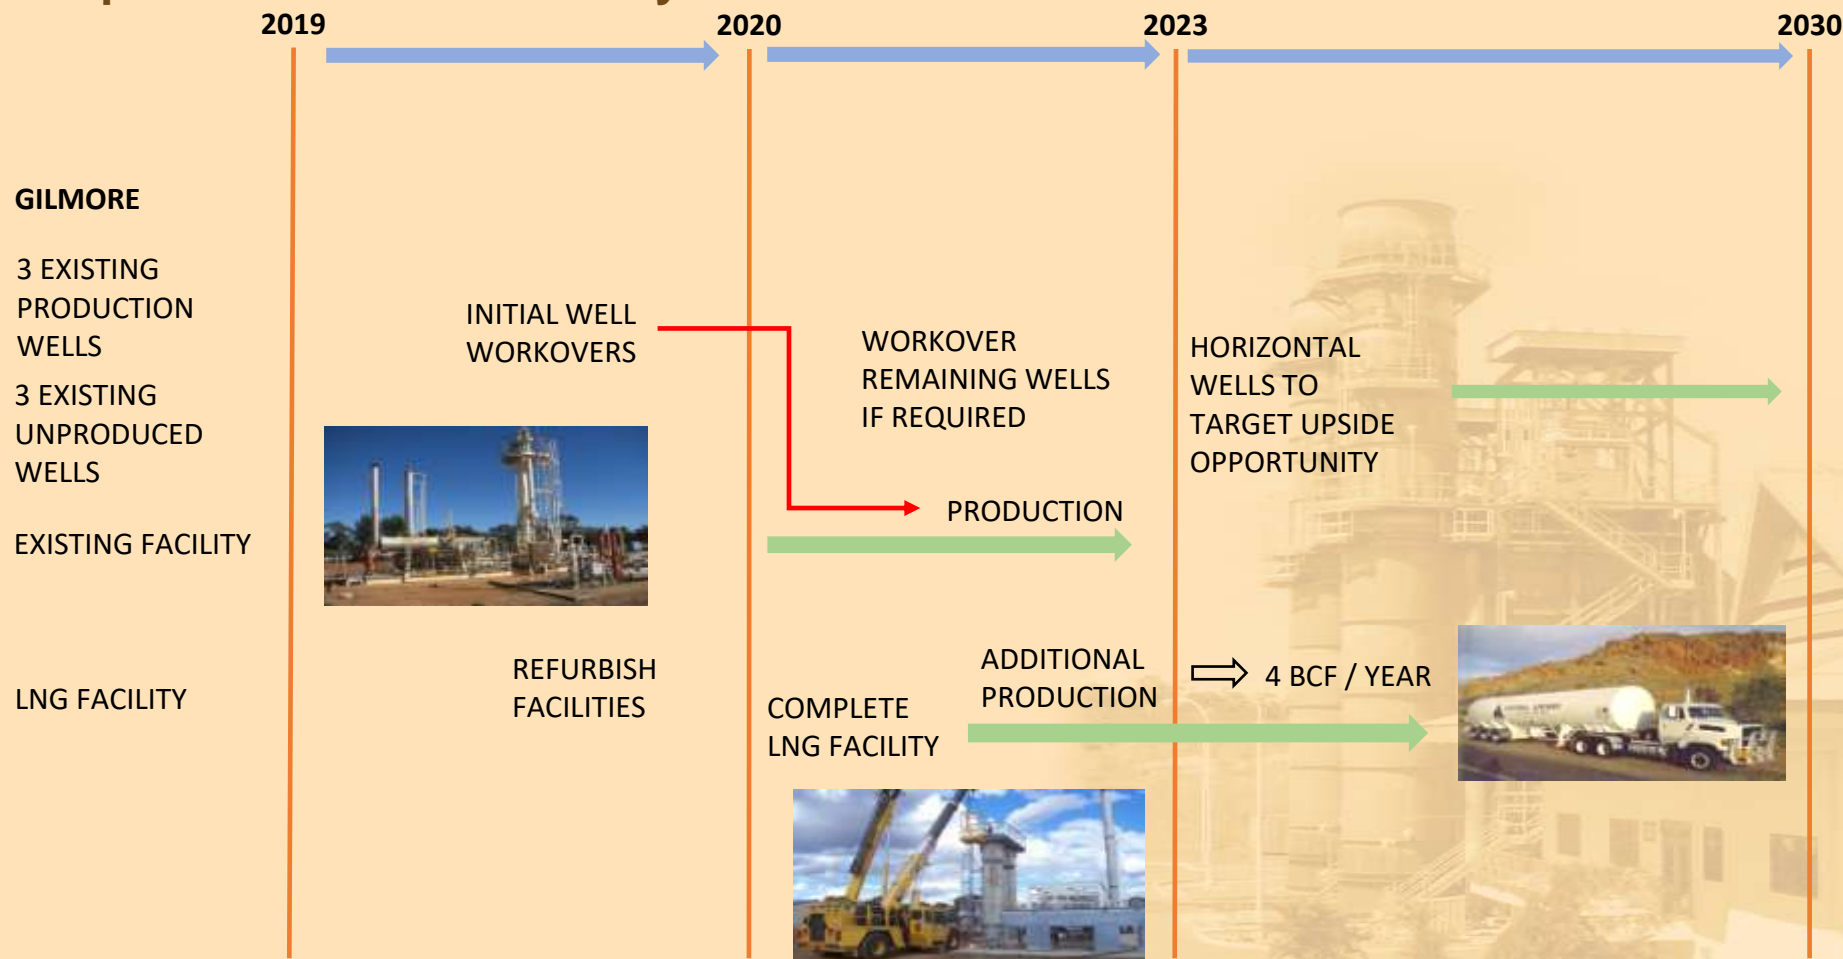 2019
2020
2023
2030
GILMORE
3 EXISTING
PRODUCTION
WELLS
3 EXISTING
UNPRODUCED
WELLS
EXISTING FACILITY
LNG FACILITY
INITIAL WELL
WORKOVERS
REFURBISH
FACILITIES
WORKOVER
REMAINING WELLS
IF REQUIRED
PRODUCTION
COMPLETE
LNG FACILITY
ADDITIONAL
PRODUCTION
HORIZONTAL
WELLS TO
TARGET UPSIDE
OPPORTUNITY
4 BCF / YEAR